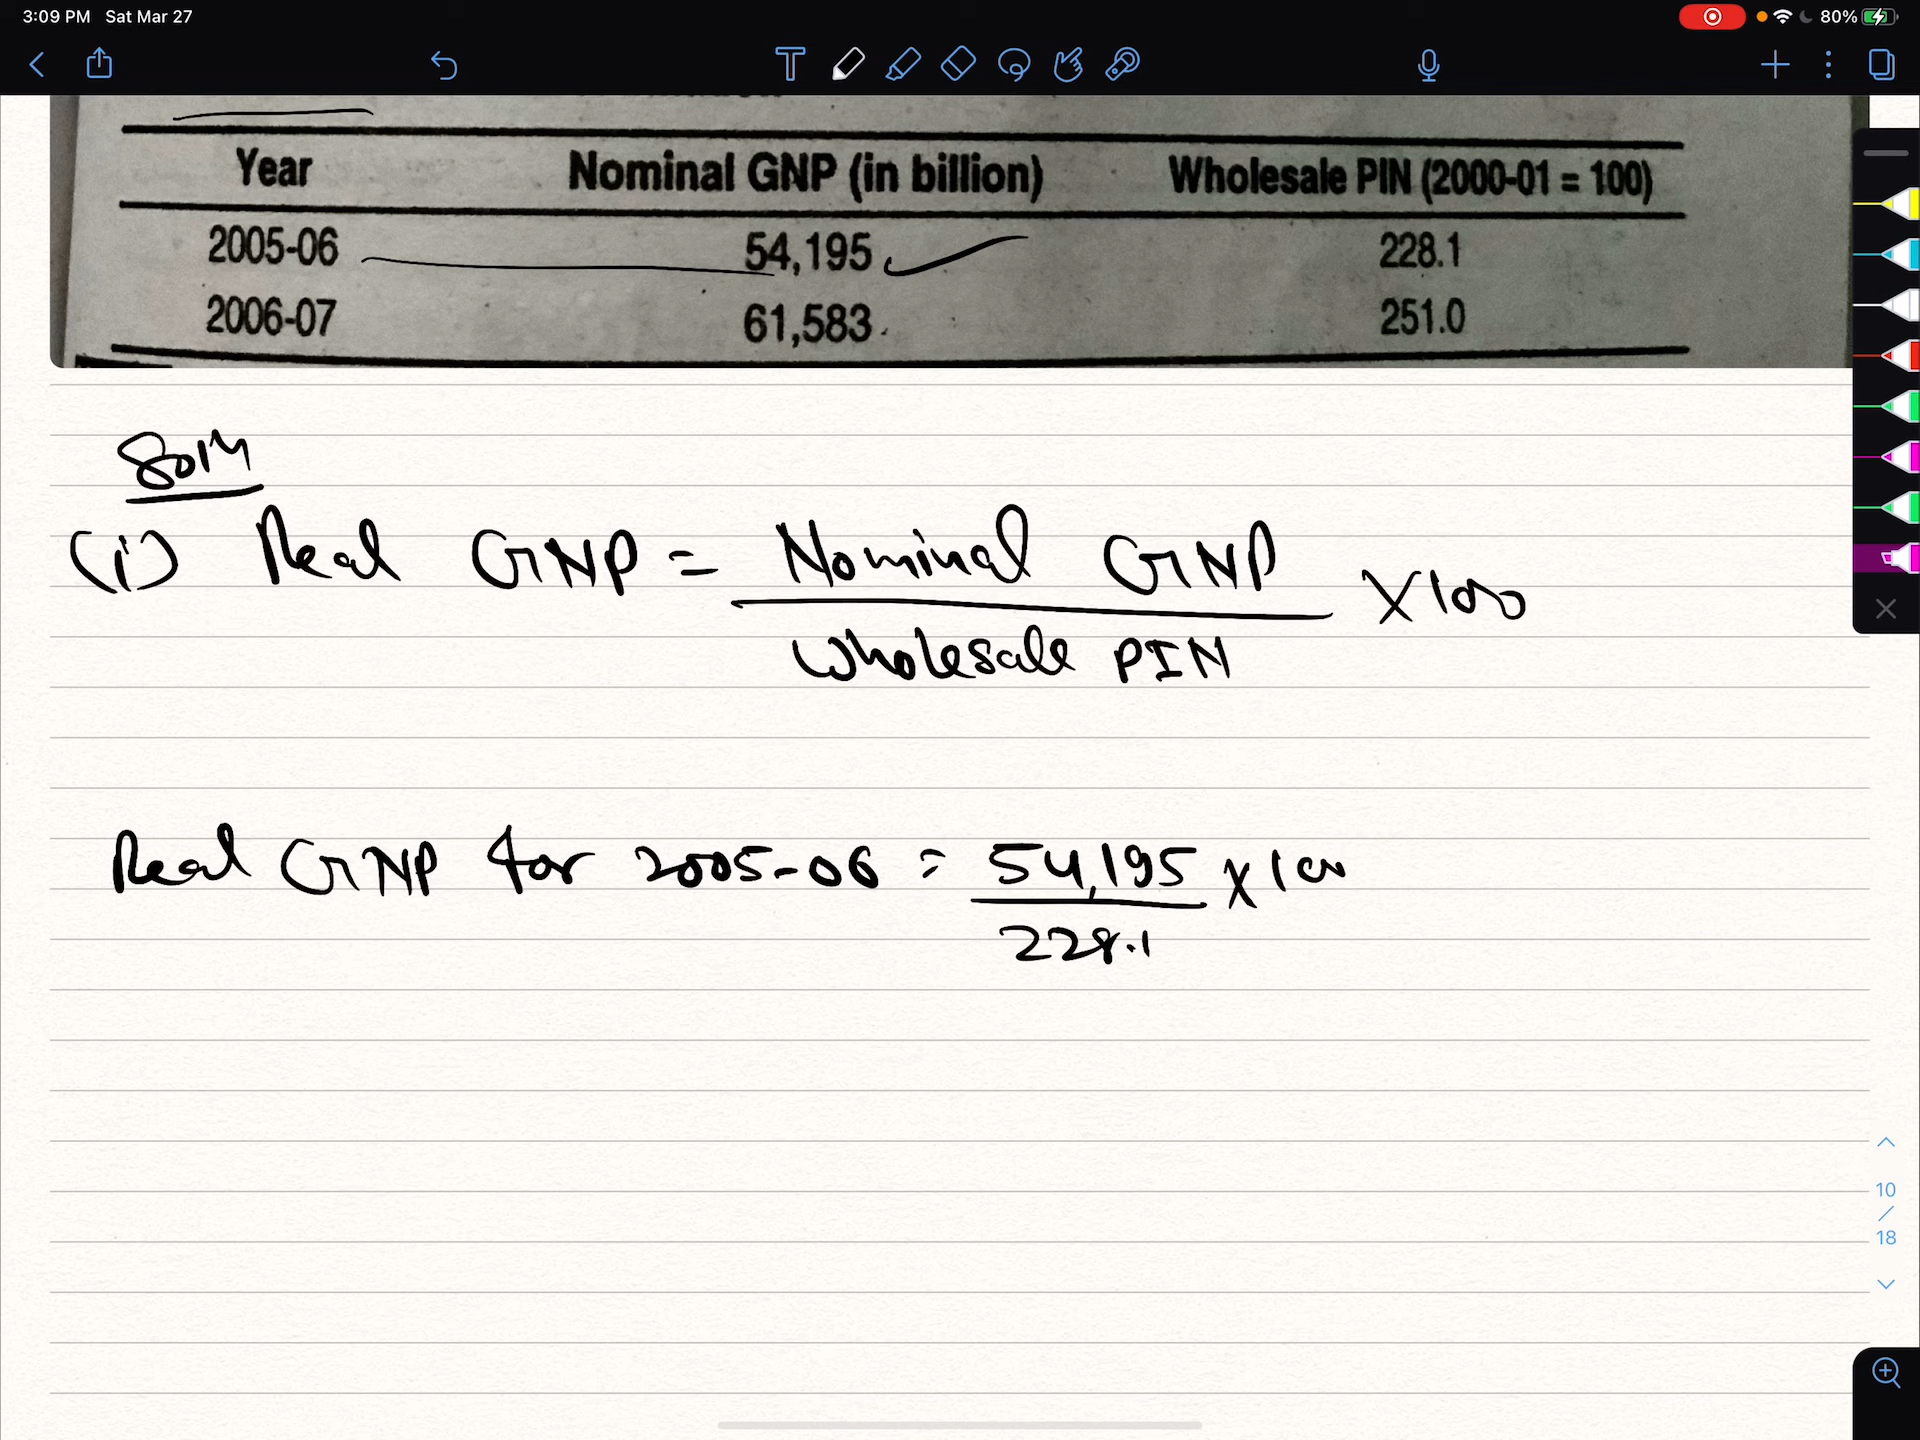 3:09 PM Sat Mar 27
80%
Year Nominal GNP (in billion) Wholesale PIN (2000-01 = 100)
2005-06 54,195 228.1
2006-07 61,583 251.0
Soln
(i) Real GNP = Nominal GNP / Wholesale PIN × 100
Real GNP for 2005-06 = 54,195 / 228.1 × 100
10
/
18